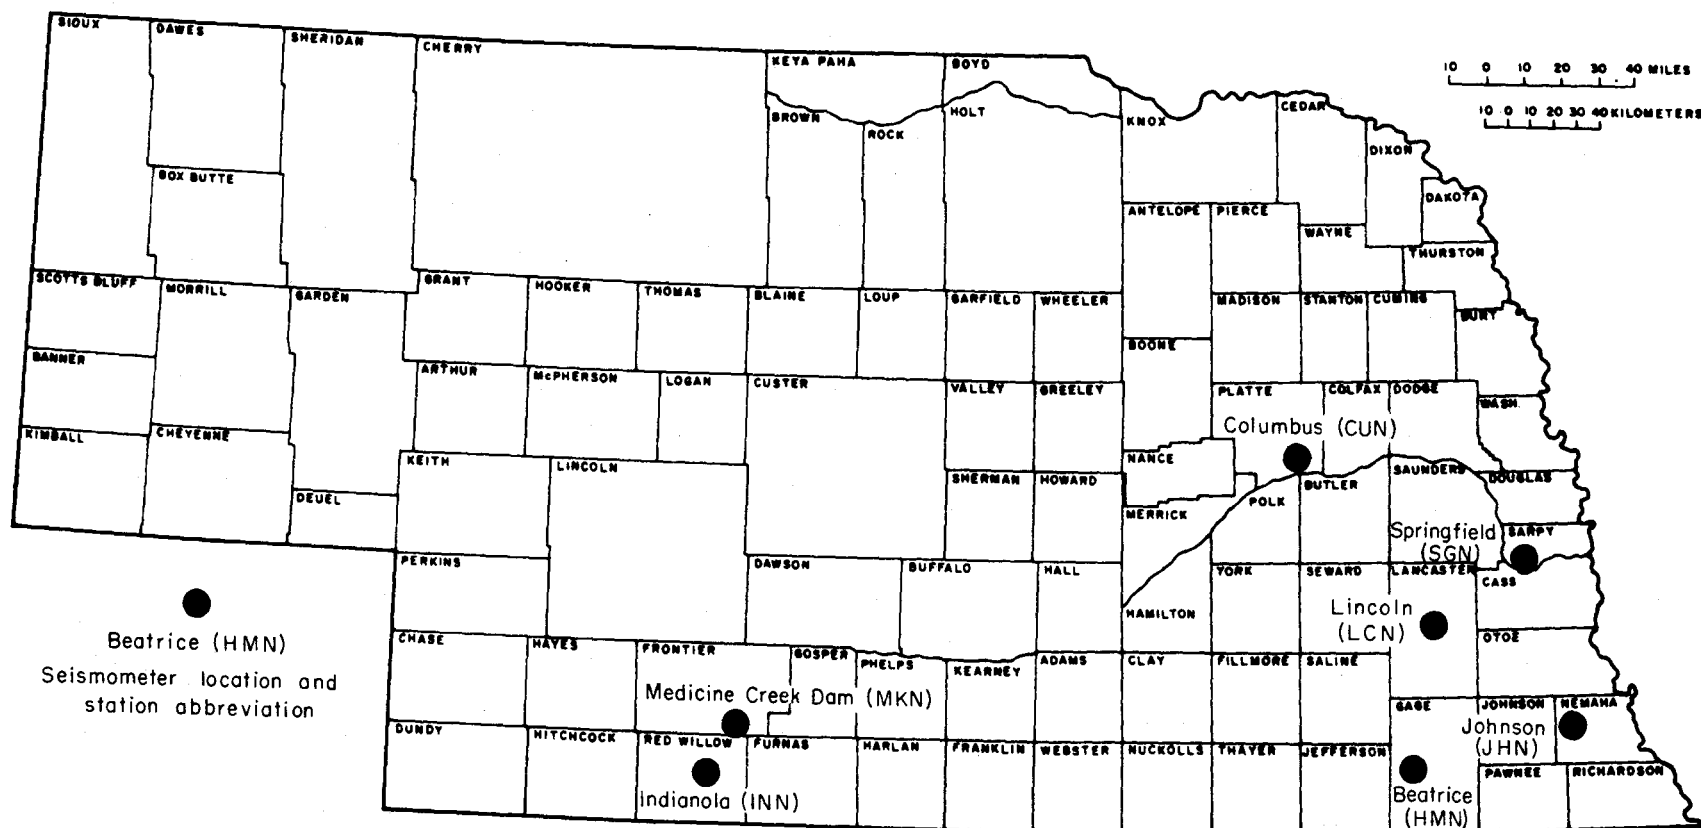 SIOUX
DAWES
SHERIDAN
CHERRY
KEYA PAHA
BOYD
10 0 10 20 30 40 MILES
10 0 10 20 30 40 KILOMETERS
BROWN
ROCK
HOLT
KNOX
CEDAR
DIXON
DAKOTA
BOX BUTTE
ANTELOPE
PIERCE
WAYNE
THURSTON
SCOTTS BLUFF
MORRILL
GARDEN
GRANT
HOOKER
THOMAS
BLAINE
LOUP
GARFIELD
WHEELER
MADISON
STANTON
CUMING
BURT
BANNER
BOONE
ARTHUR
McPHERSON
LOGAN
CUSTER
VALLEY
GREELEY
PLATTE
COLFAX
DODGE
WASH.
Columbus (CUN)
KIMBALL
CHEYENNE
KEITH
LINCOLN
NANCE
SAUNDERS
DOUGLAS
DEUEL
SHERMAN
HOWARD
MERRICK
POLK
BUTLER
Springfield
(SGN)
SARPY
PERKINS
DAWSON
BUFFALO
HALL
HAMILTON
YORK
SEWARD
LANCASTER
CASS
Lincoln
(LCN)
OTOE
Beatrice (HMN)
Seismometer location and
station abbreviation
CHASE
HAYES
FRONTIER
GOSPER
PHELPS
KEARNEY
ADAMS
CLAY
FILLMORE
SALINE
Medicine Creek Dam (MKN)
GAGE
JOHNSON
NEMAHA
Johnson
(JHN)
DUNDY
HITCHCOCK
RED WILLOW
FURNAS
HARLAN
FRANKLIN
WEBSTER
NUCKOLLS
THAYER
JEFFERSON
PAWNEE
RICHARDSON
Indianola (INN)
Beatrice
(HMN)